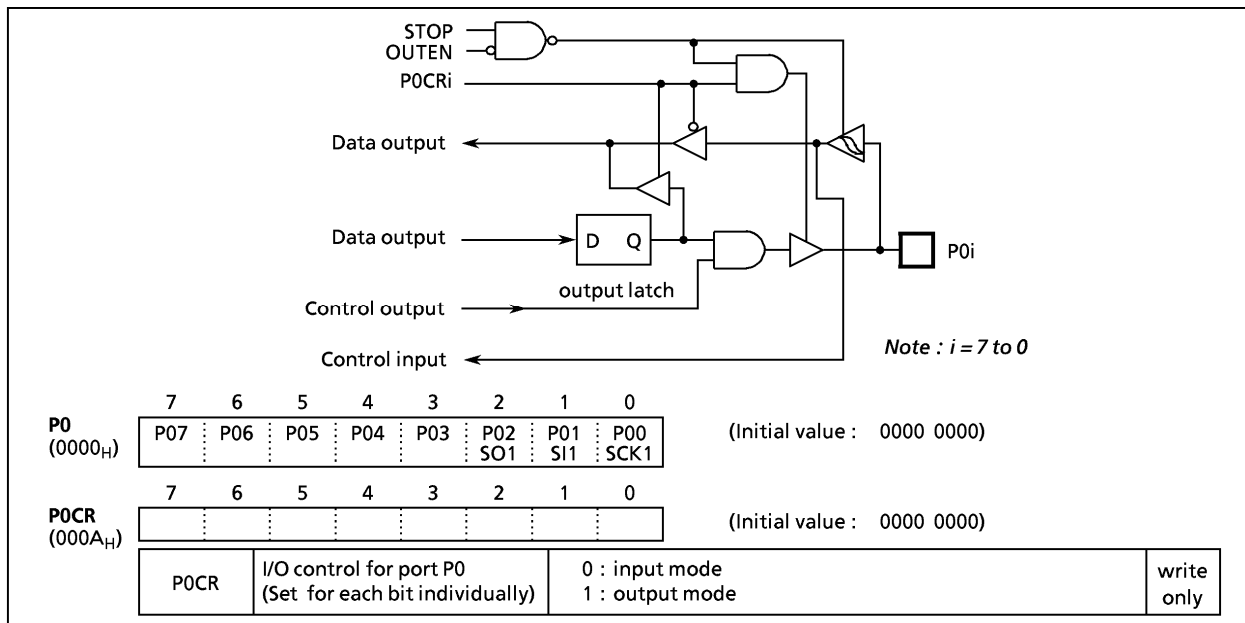 STOP
OUTEN
P0CRi
Data output
Data output
D Q
P0i
output latch
Control output
Control input
Note : i = 7 to 0
7 6 5 4 3 2 1 0
P0
(0000H)
P07 P06 P05 P04 P03 P02 P01 P00
SO1 SI1 SCK1
(Initial value : 0000 0000)
7 6 5 4 3 2 1 0
P0CR
(000AH)
(Initial value : 0000 0000)
P0CR
I/O control for port P0
(Set for each bit individually)
0 : input mode
1 : output mode
write
only